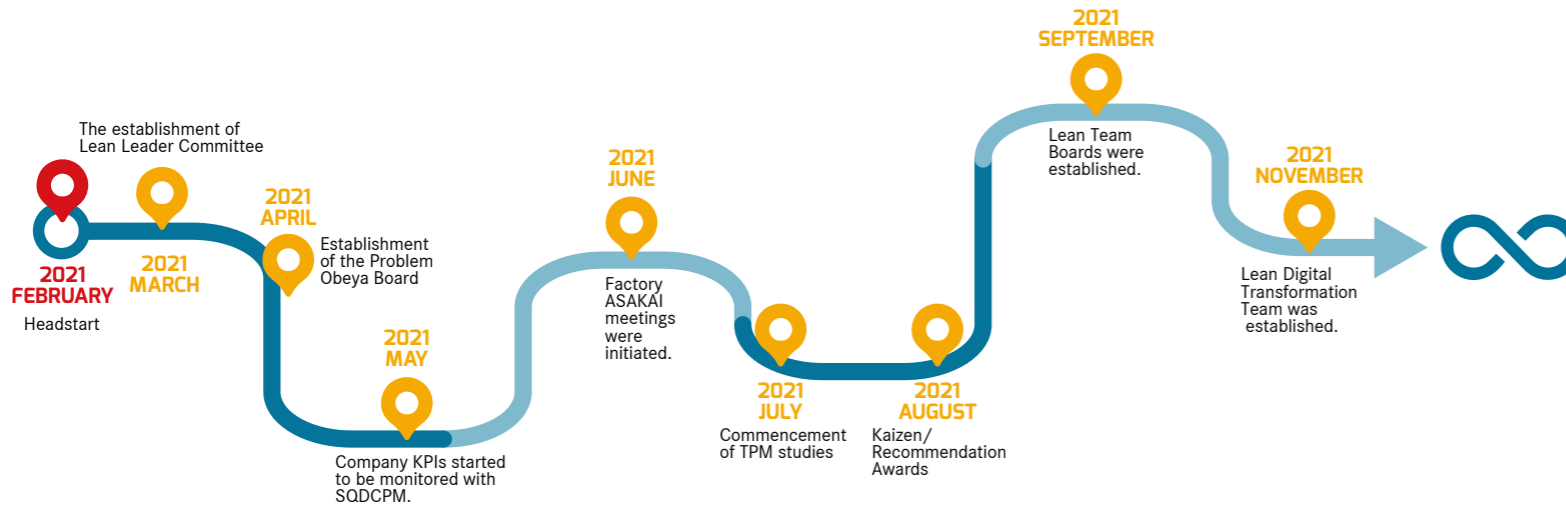 2021
FEBRUARY
Headstart
The establishment of
Lean Leader Committee
2021
MARCH
2021
APRIL
Establishment
of the Problem
Obeya Board
2021
MAY
Company KPIs started
to be monitored with
SQDCPM.
2021
JUNE
Factory
ASAKAI
meetings
were
initiated.
2021
JULY
Commencement
of TPM studies
2021
AUGUST
Kaizen/
Recommendation
Awards
2021
SEPTEMBER
Lean Team
Boards were
established.
2021
NOVEMBER
Lean Digital
Transformation
Team was
established.